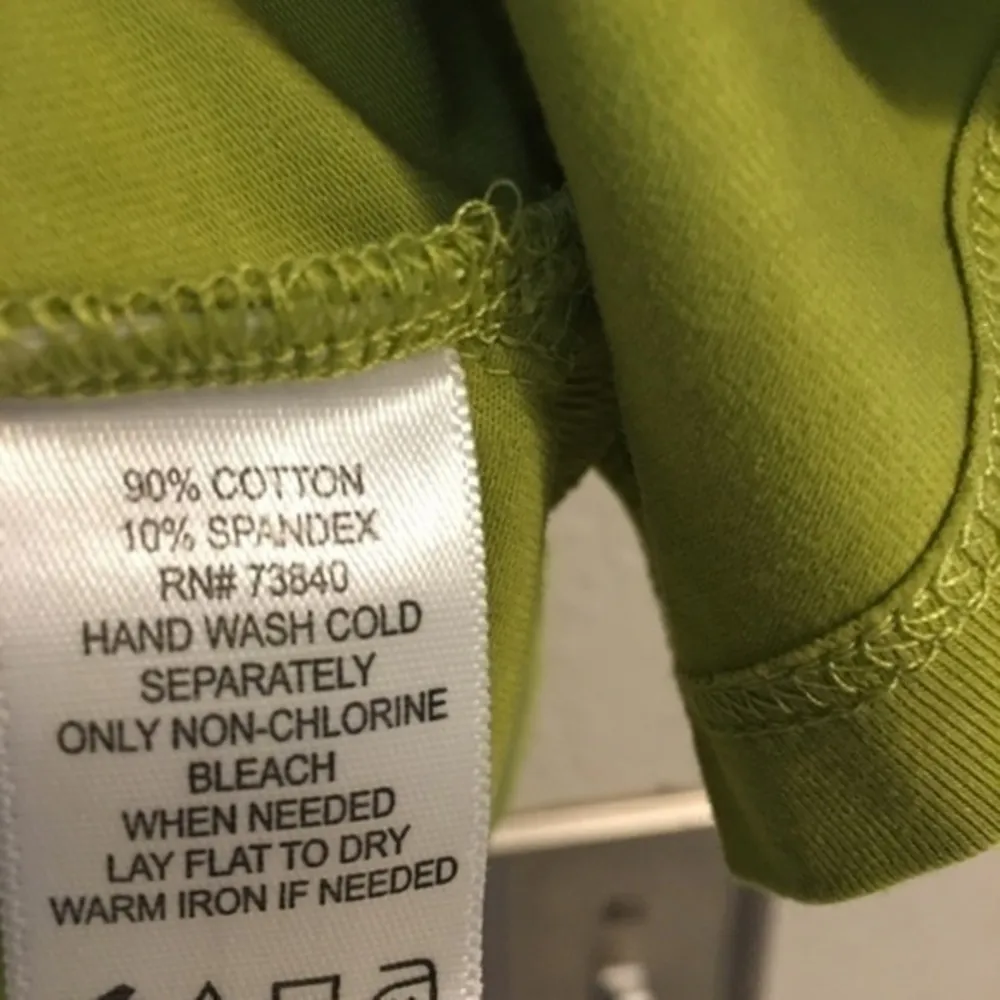 90% COTTON
10% SPANDEX
RN# 73840
HAND WASH COLD
SEPARATELY
ONLY NON-CHLORINE
BLEACH
WHEN NEEDED
LAY FLAT TO DRY
WARM IRON IF NEEDED